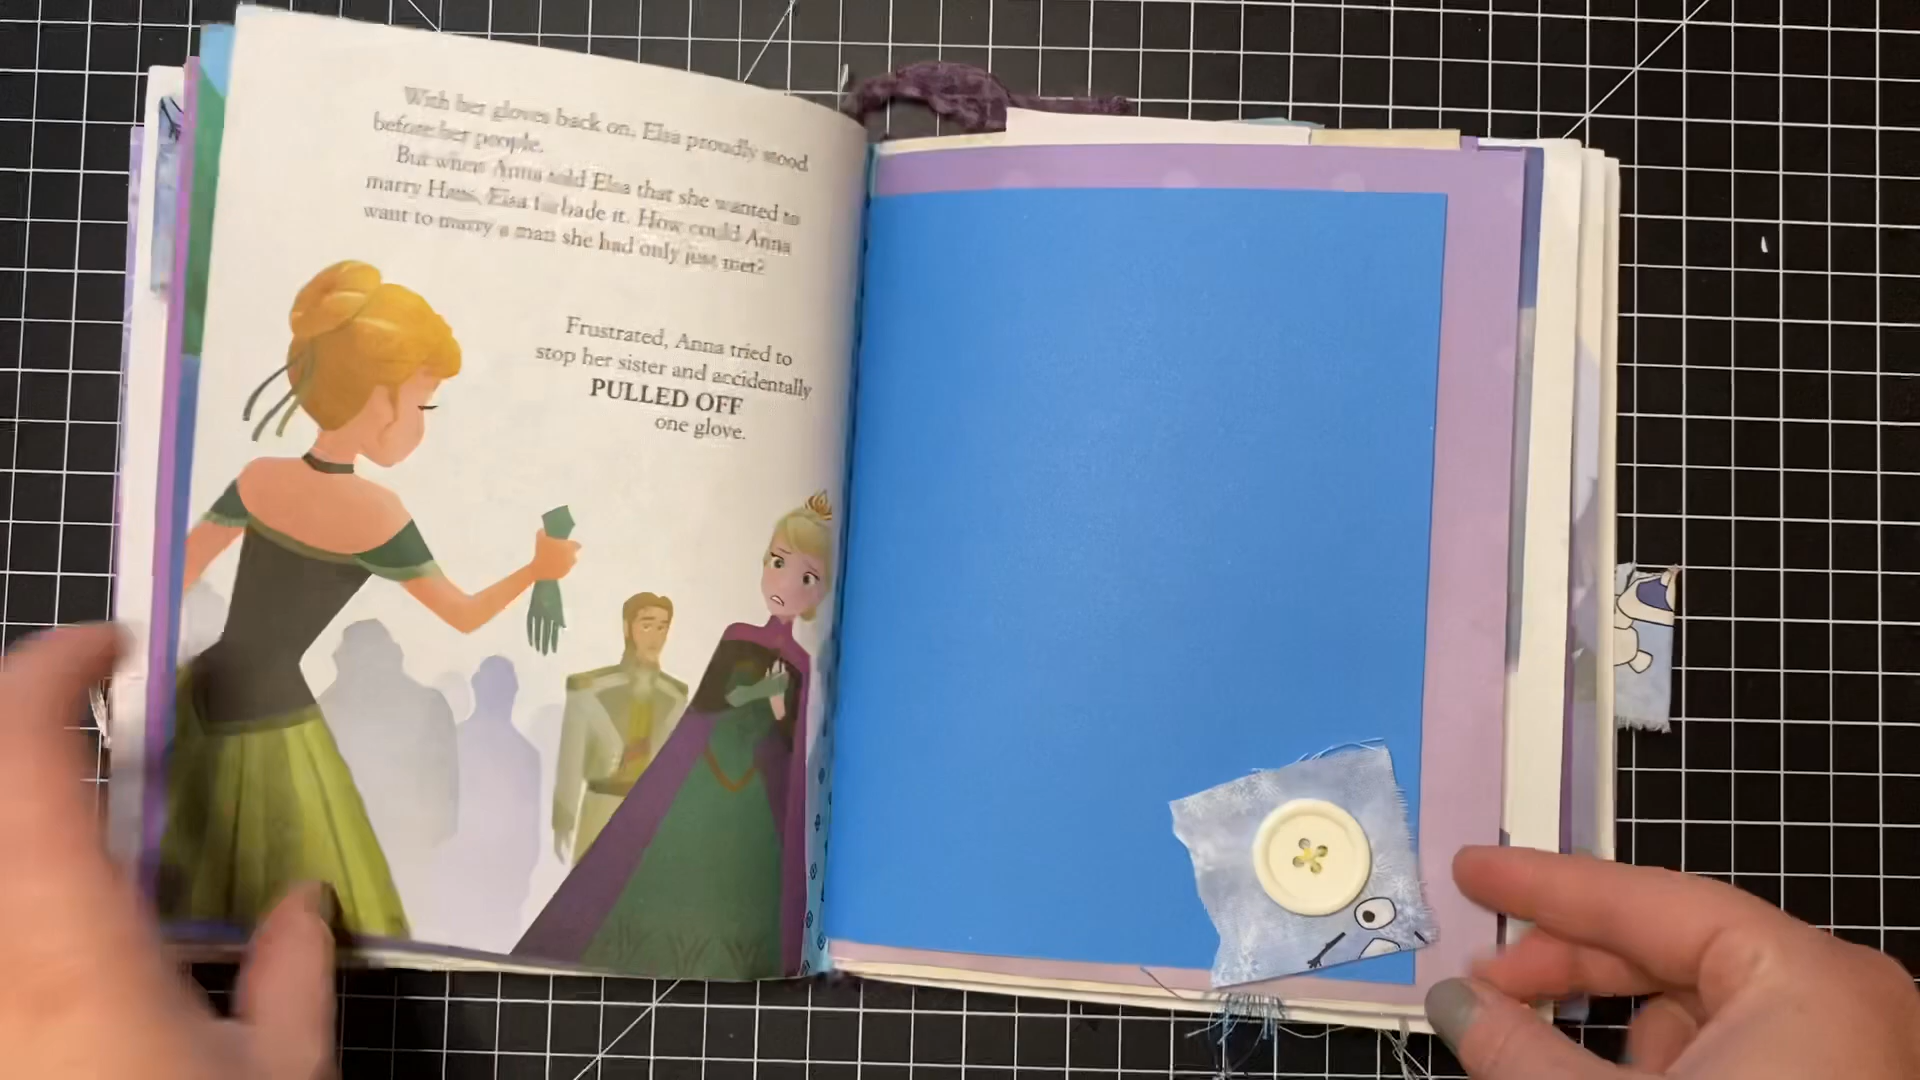 With her gloves back on, Elsa proudly stood
before her people.
But when Anna told Elsa that she wanted to
marry Hans, Elsa forbade it. How could Anna
want to marry a man she had only just met?
Frustrated, Anna tried to
stop her sister and accidentally
PULLED OFF
one glove.